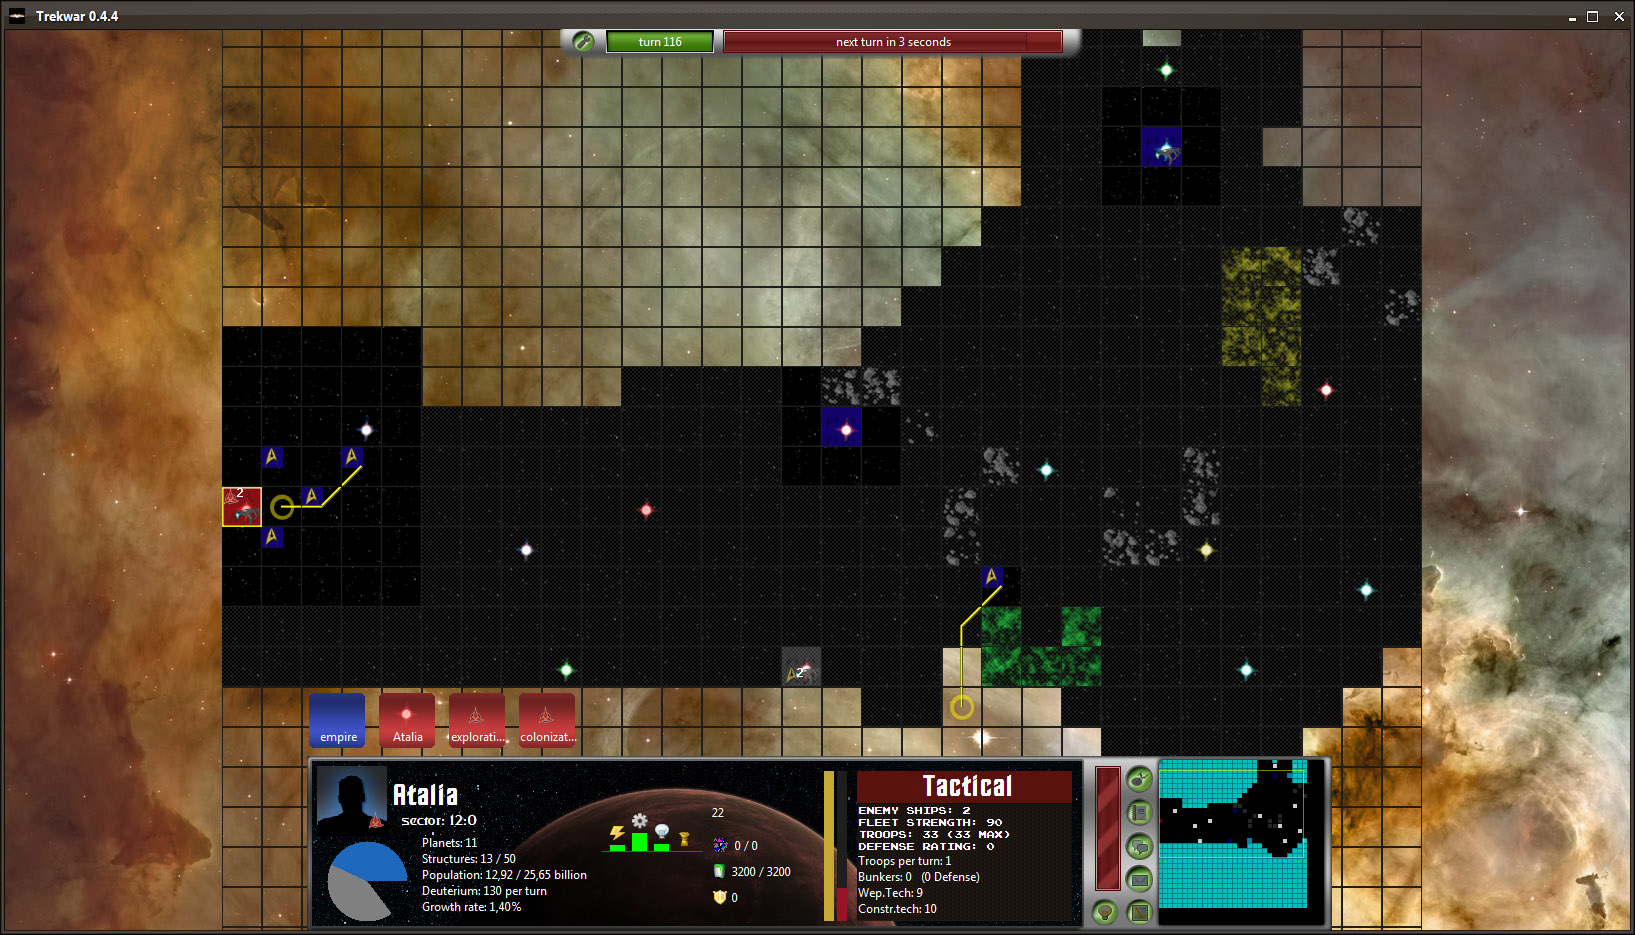 Trekwar 0.4.4
turn 116
next turn in 3 seconds
2
2
empire
Atalia
explorati...
colonizat...
Atalia
sector: 12:0
Planets: 11
Structures: 13 / 50
Population: 12,92 / 25,65 billion
Deuterium: 130 per turn
Growth rate: 1,40%
22
0 / 0
3200 / 3200
0
Tactical
ENEMY SHIPS: 2
FLEET STRENGTH: 90
TROOPS: 33 (33 MAX)
DEFENSE RATING: 0
Troops per turn: 1
Bunkers: 0 (0 Defense)
Wep.Tech: 9
Constr.tech: 10